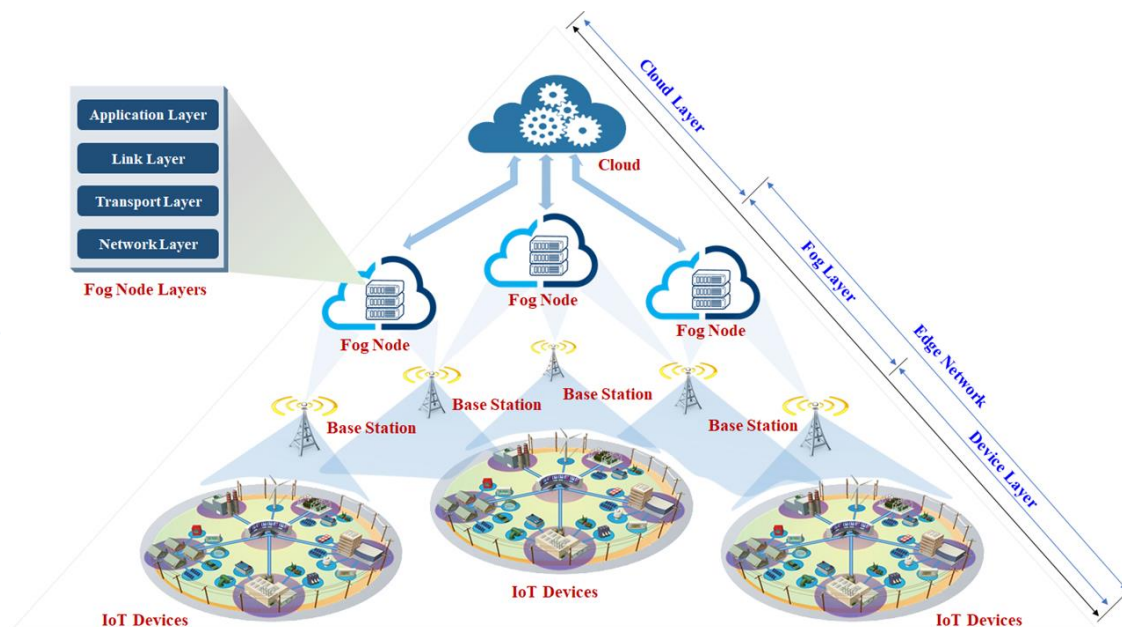 Cloud Layer
Application Layer
Link Layer
Transport Layer
Network Layer
Fog Node Layers
Cloud
Fog Node
Fog Node
Fog Node
Fog Layer
Edge Network
Device Layer
Base Station
Base Station
Base Station
Base Station
Base Station
IoT Devices
IoT Devices
IoT Devices